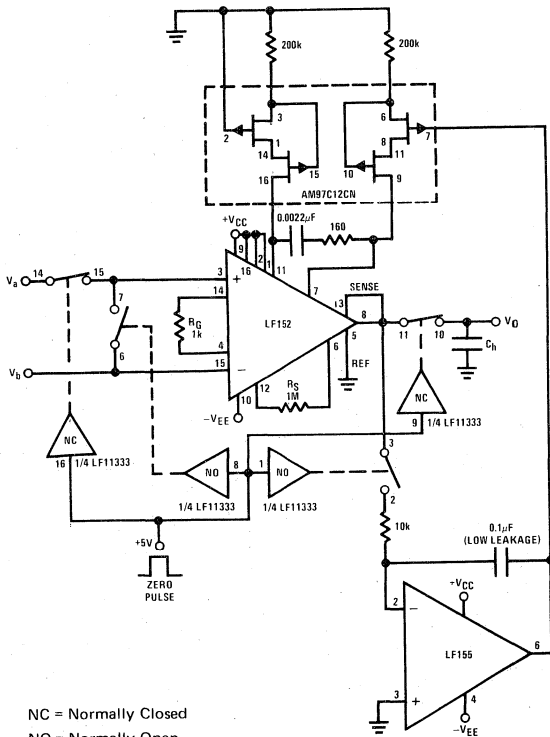 200k
200k
3
6
2
7
1
8
14
11
15
10
16
9
AM97C12CN
0.0022µF
160
+VCC
9
16
2
1
11
7
Va
14
15
3
+
13
SENSE
14
LF152
8
11
10
VO
7
RG
1k
6
5
REF
Ch
Vb
4
15
−
6
12
10
RS
1M
−VEE
NC
9
1/4 LF11333
NC
16
1/4 LF11333
NO
8
1
NO
3
1/4 LF11333
1/4 LF11333
2
+5V
10k
0.1µF
(LOW LEAKAGE)
ZERO
PULSE
+VCC
2
−
LF155
6
3
+
4
−VEE
NC = Normally Closed
NO = Normally Open